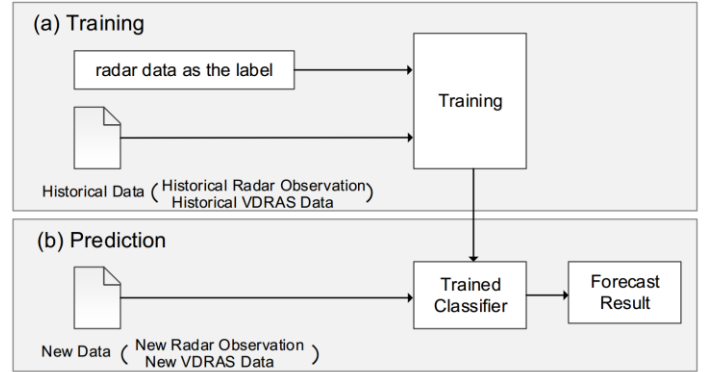 (a) Training
radar data as the label
Training
Historical Data ( Historical Radar Observation
Historical VDRAS Data )
(b) Prediction
Trained
Classifier
Forecast
Result
New Data ( New Radar Observation
New VDRAS Data )